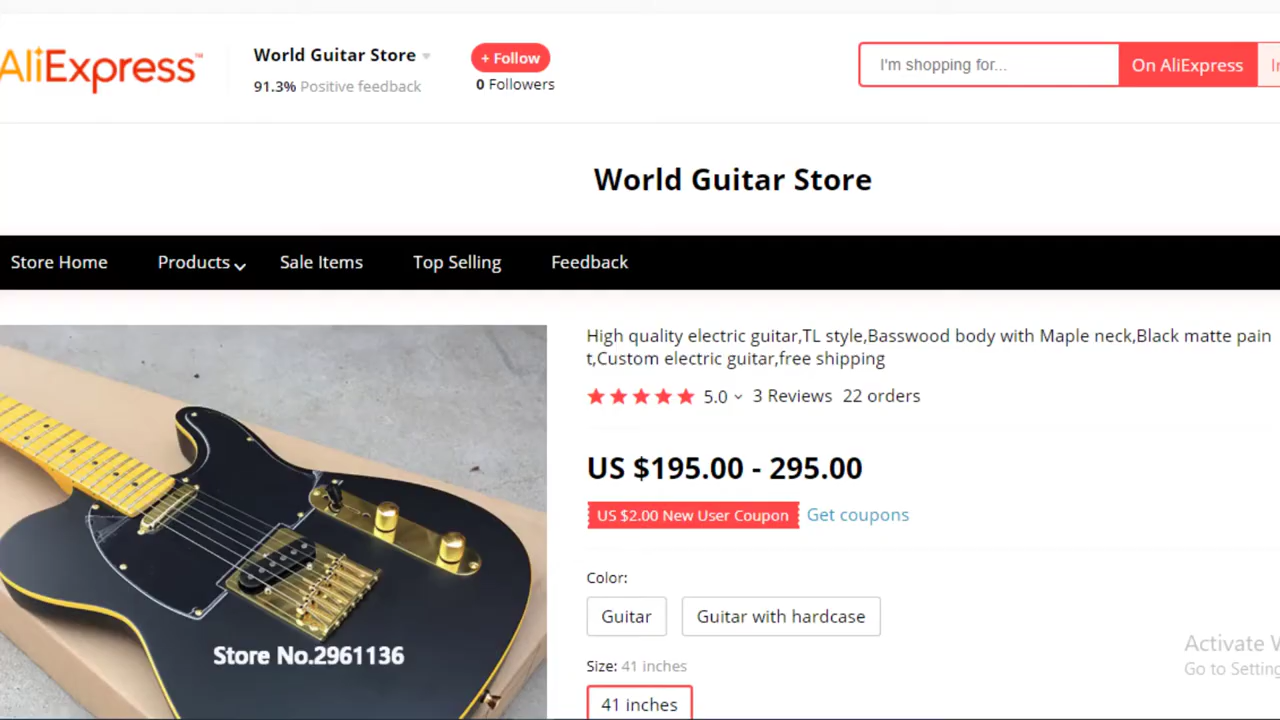 AliExpress™
World Guitar Store
+ Follow
91.3% Positive feedback
0 Followers
I'm shopping for...
On AliExpress
World Guitar Store
Store Home
Products
Sale Items
Top Selling
Feedback
High quality electric guitar,TL style,Basswood body with Maple neck,Black matte pain
t,Custom electric guitar,free shipping
5.0
3 Reviews
22 orders
US $195.00 - 295.00
US $2.00 New User Coupon
Get coupons
Color:
Guitar
Guitar with hardcase
Size: 41 inches
41 inches
Store No.2961136
Activate
Go to